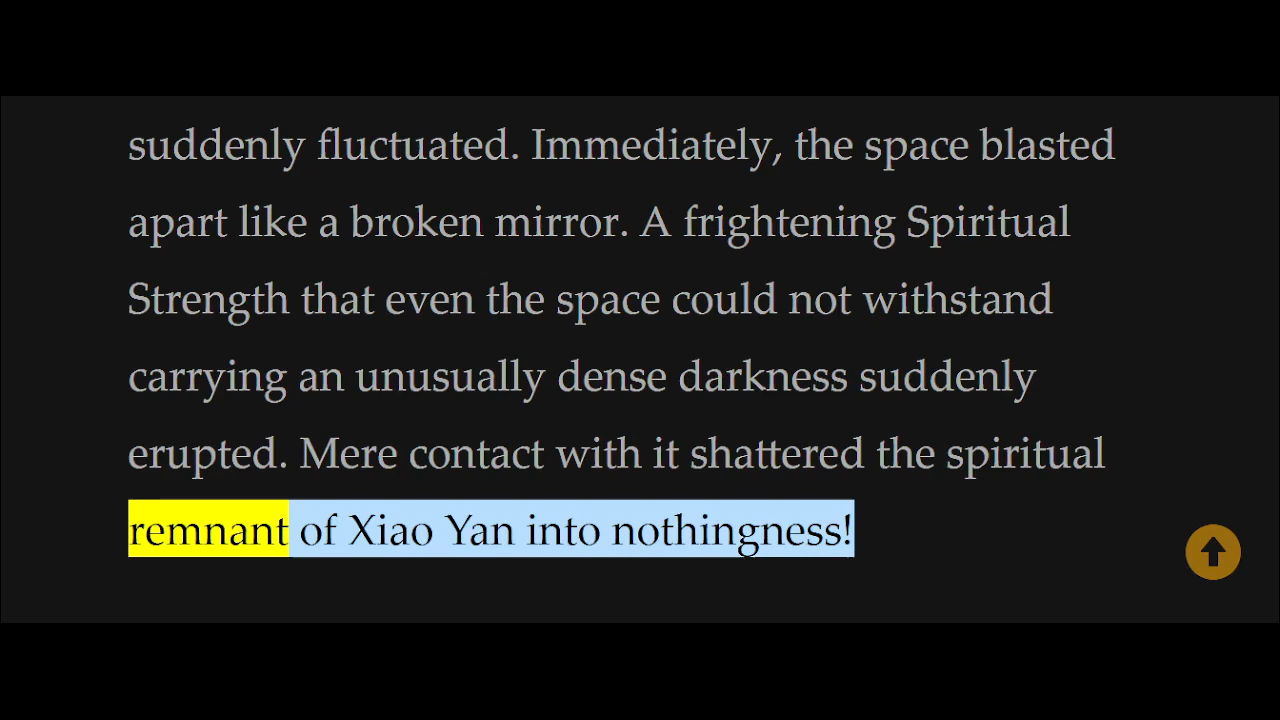 suddenly fluctuated. Immediately, the space blasted
apart like a broken mirror. A frightening Spiritual
Strength that even the space could not withstand
carrying an unusually dense darkness suddenly
erupted. Mere contact with it shattered the spiritual
remnant of Xiao Yan into nothingness!